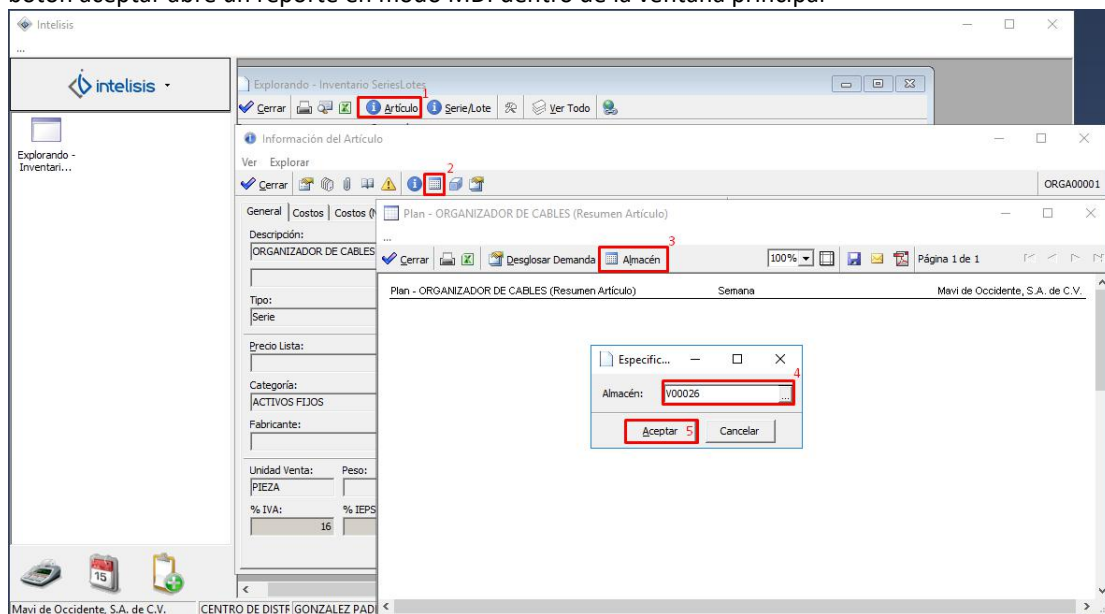 botón aceptar abre un reporte en modo MDI dentro de la ventana principal
Intelisis
...
intelisis
Explorando - Inventario SeriesLotes
1
Cerrar Artículo Serie/Lote Ver Todo
Explorando -
Inventari...
Información del Artículo
Ver Explorar
2
Cerrar
ORGA00001
General Costos Costos (
Plan - ORGANIZADOR DE CABLES (Resumen Artículo)
...
3
Descripción:
ORGANIZADOR DE CABLES
Cerrar Desglosar Demanda Almacén 100% Página 1 de 1
Plan - ORGANIZADOR DE CABLES (Resumen Artículo) Semana Mavi de Occidente, S.A. de C.V.
Tipo:
Serie
Precio Lista:
Especific...
4
Almacén: V00026 ...
Aceptar 5 Cancelar
Categoría:
ACTIVOS FIJOS
Fabricante:
Unidad Venta: Peso:
PIEZA
% IVA: % IEPS
16
15
Mavi de Occidente, S.A. de C.V. CENTRO DE DISTF GONZALEZ PADI